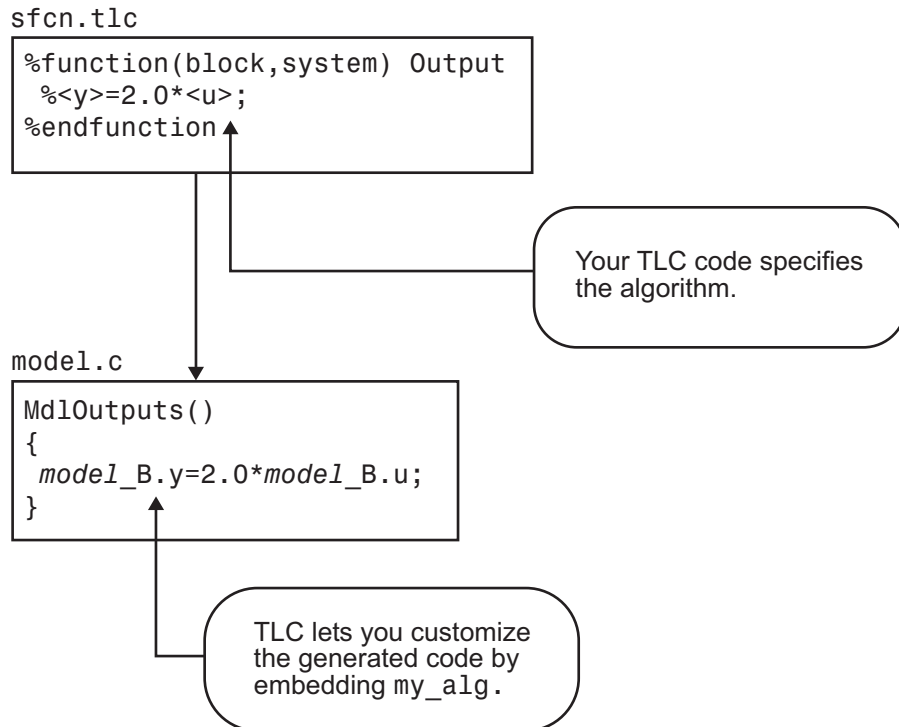 sfcn.tlc
%function(block,system) Output
%<y>=2.0*<u>;
%endfunction
Your TLC code specifies
the algorithm.
model.c
MdlOutputs()
{
model_B.y=2.0*model_B.u;
}
TLC lets you customize
the generated code by
embedding my_alg.